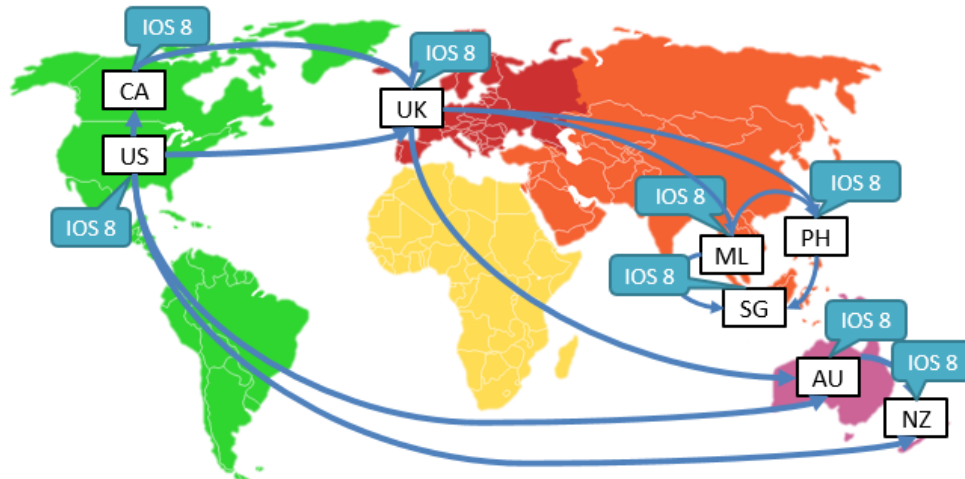 IOS 8
CA
US
IOS 8
IOS 8
UK
IOS 8
IOS 8
PH
ML
IOS 8
SG
IOS 8
AU
IOS 8
NZ